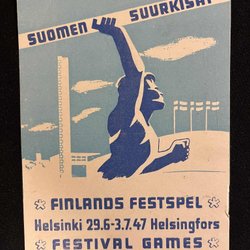 SUOMEN SUURKISAT
* FINLANDS FESTSPEL *
Helsinki 29.6-3.7.47 Helsingfors
* FESTIVAL GAMES *